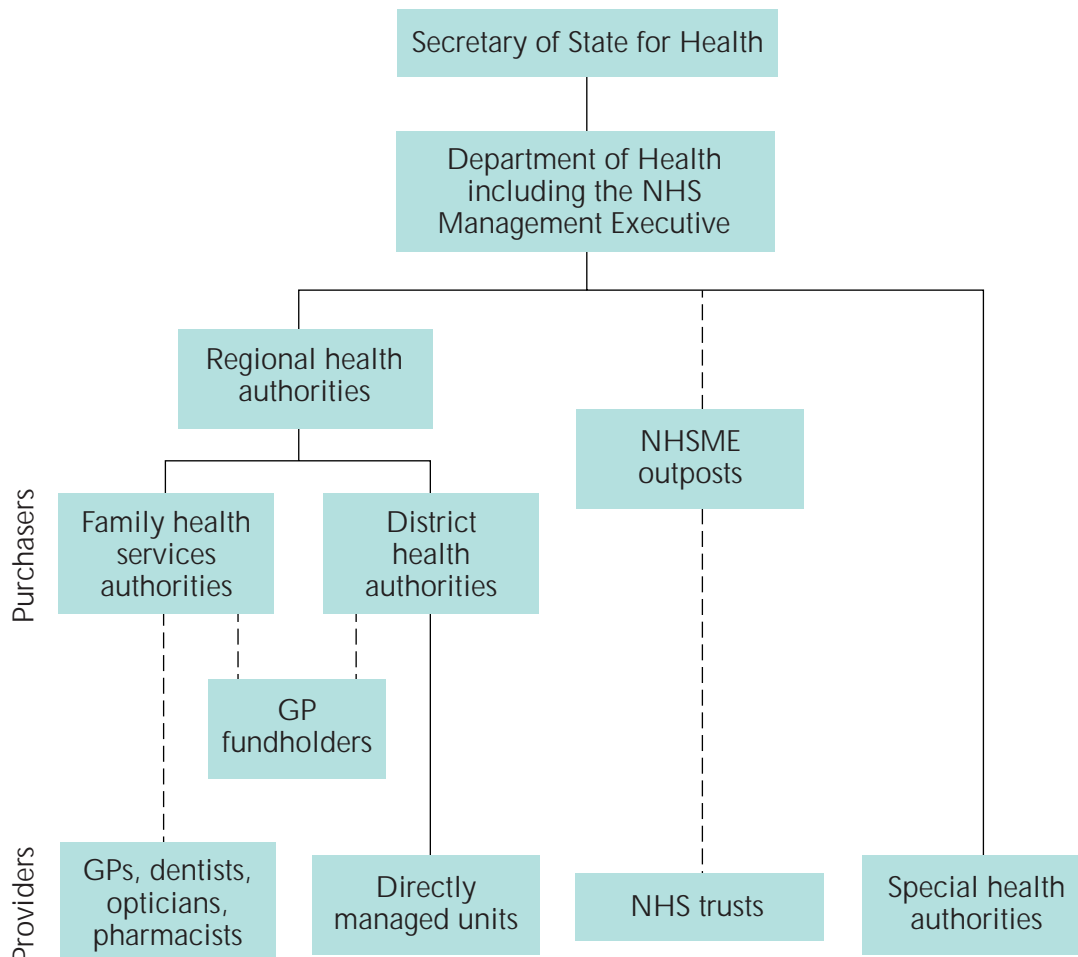 Secretary of State for Health
Department of Health
including the NHS
Management Executive
Regional health
authorities
NHSME
outposts
Purchasers
Family health
services
authorities
District
health
authorities
GP
fundholders
Providers
GPs, dentists,
opticians,
pharmacists
Directly
managed units
NHS trusts
Special health
authorities